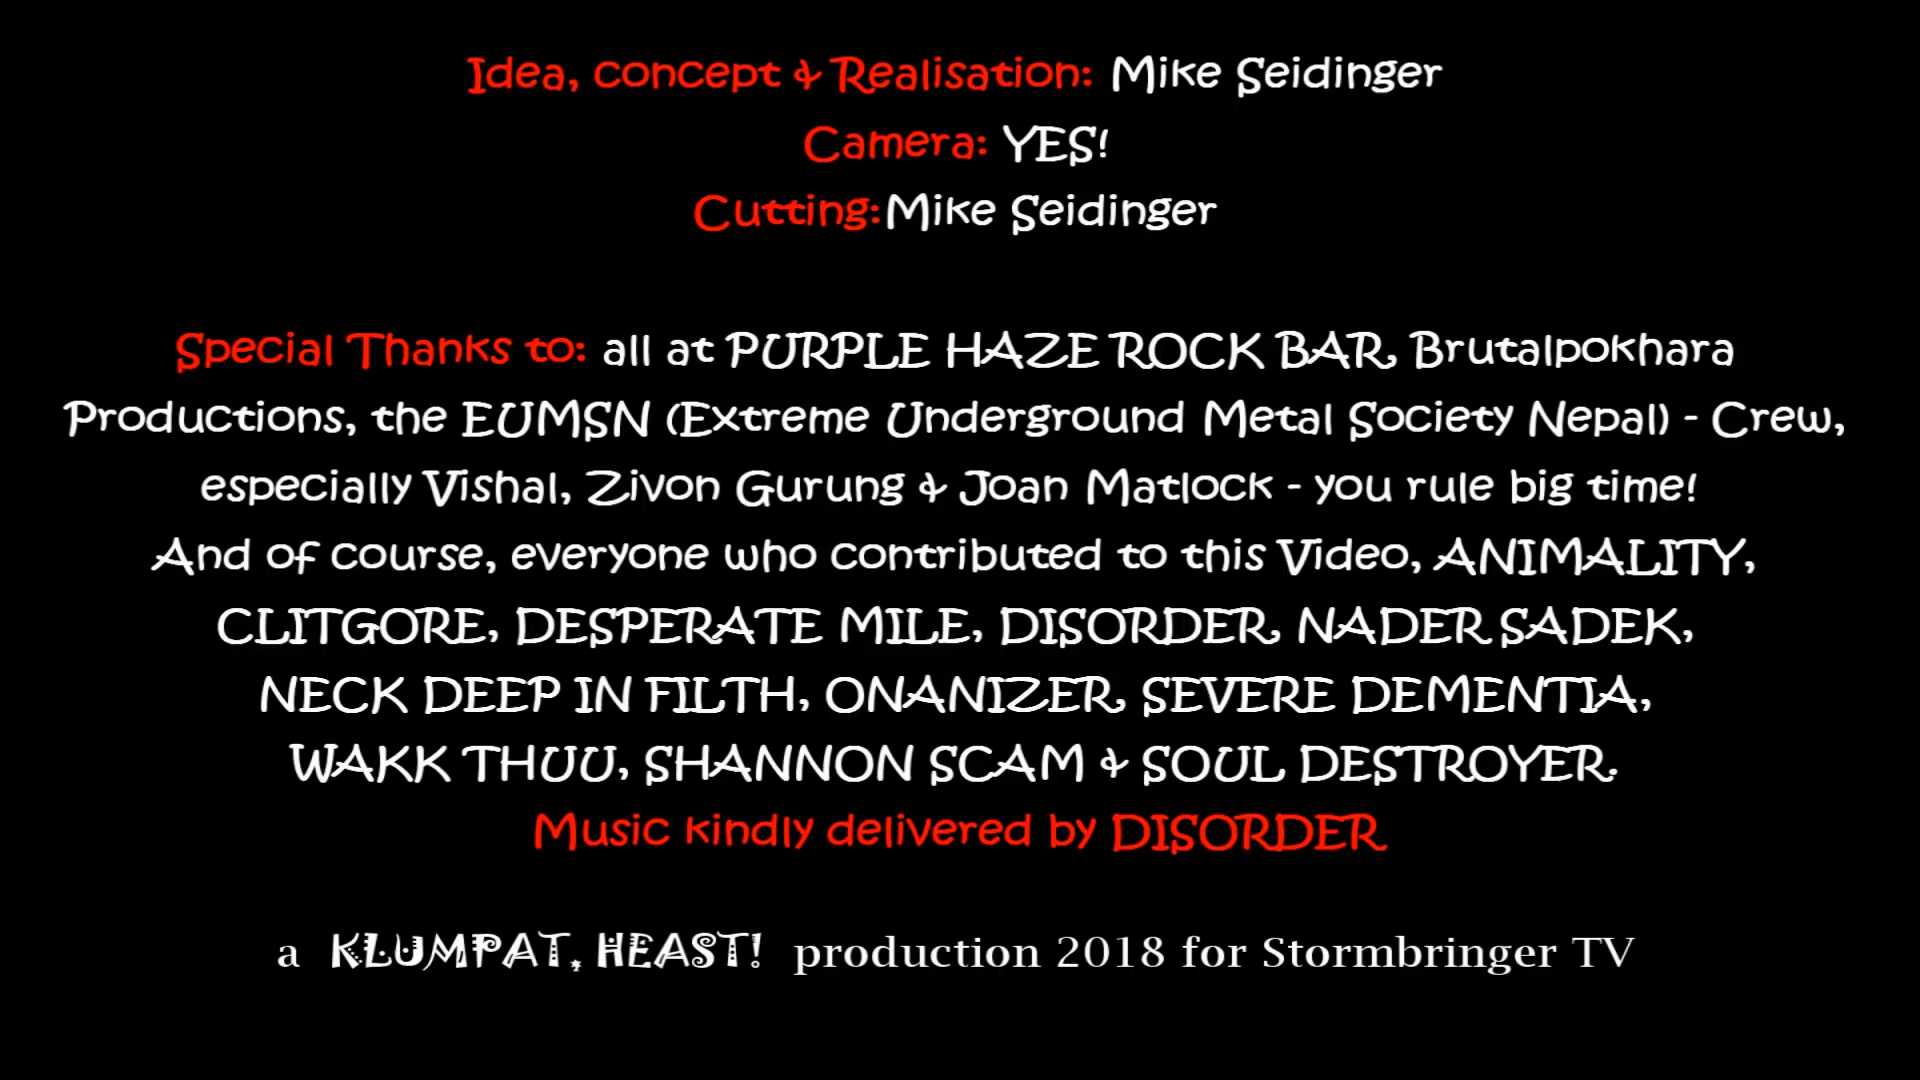 Idea, concept & Realisation: Mike Seidinger
Camera: YES!
Cutting: Mike Seidinger
Special Thanks to: all at PURPLE HAZE ROCK BAR, Brutalpokhara
Productions, the EUMSN (Extreme Underground Metal Society Nepal) - Crew,
especially Vishal, Zivon Gurung & Joan Matlock - you rule big time!
And of course, everyone who contributed to this Video, ANIMALITY,
CLITGORE, DESPERATE MILE, DISORDER, NADER SADEK,
NECK DEEP IN FILTH, ONANIZER, SEVERE DEMENTIA,
WAKK THUU, SHANNON SCAM & SOUL DESTROYER.
Music kindly delivered by DISORDER
a KLUMPAT, HEAST! production 2018 for Stormbringer TV